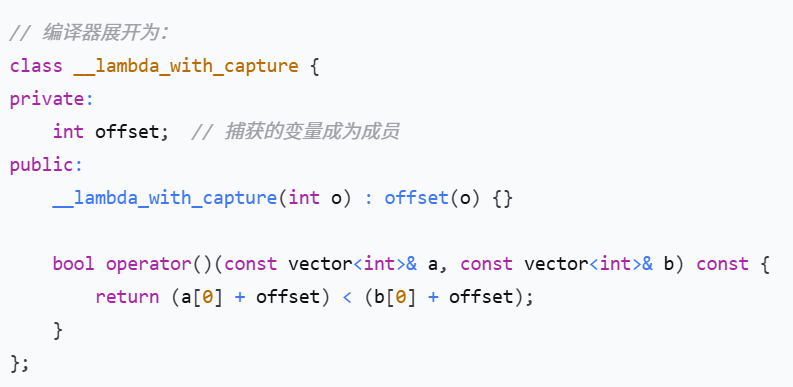 // 编译器展开为：
class __lambda_with_capture {
private:
    int offset;  // 捕获的变量成为成员
public:
    __lambda_with_capture(int o) : offset(o) {}

    bool operator()(const vector<int>& a, const vector<int>& b) const {
        return (a[0] + offset) < (b[0] + offset);
    }
};